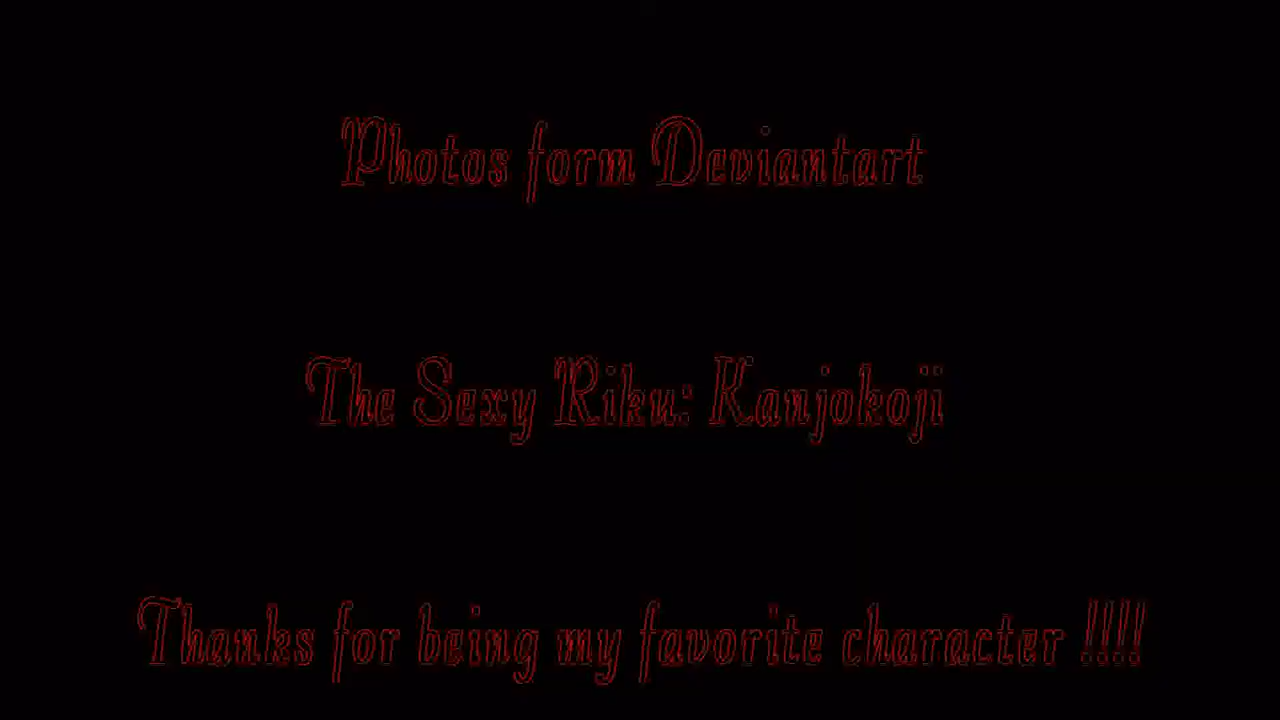 Photos form Deviantart
The Sexy Riku: Kanjokoji
Thanks for being my favorite character !!!!